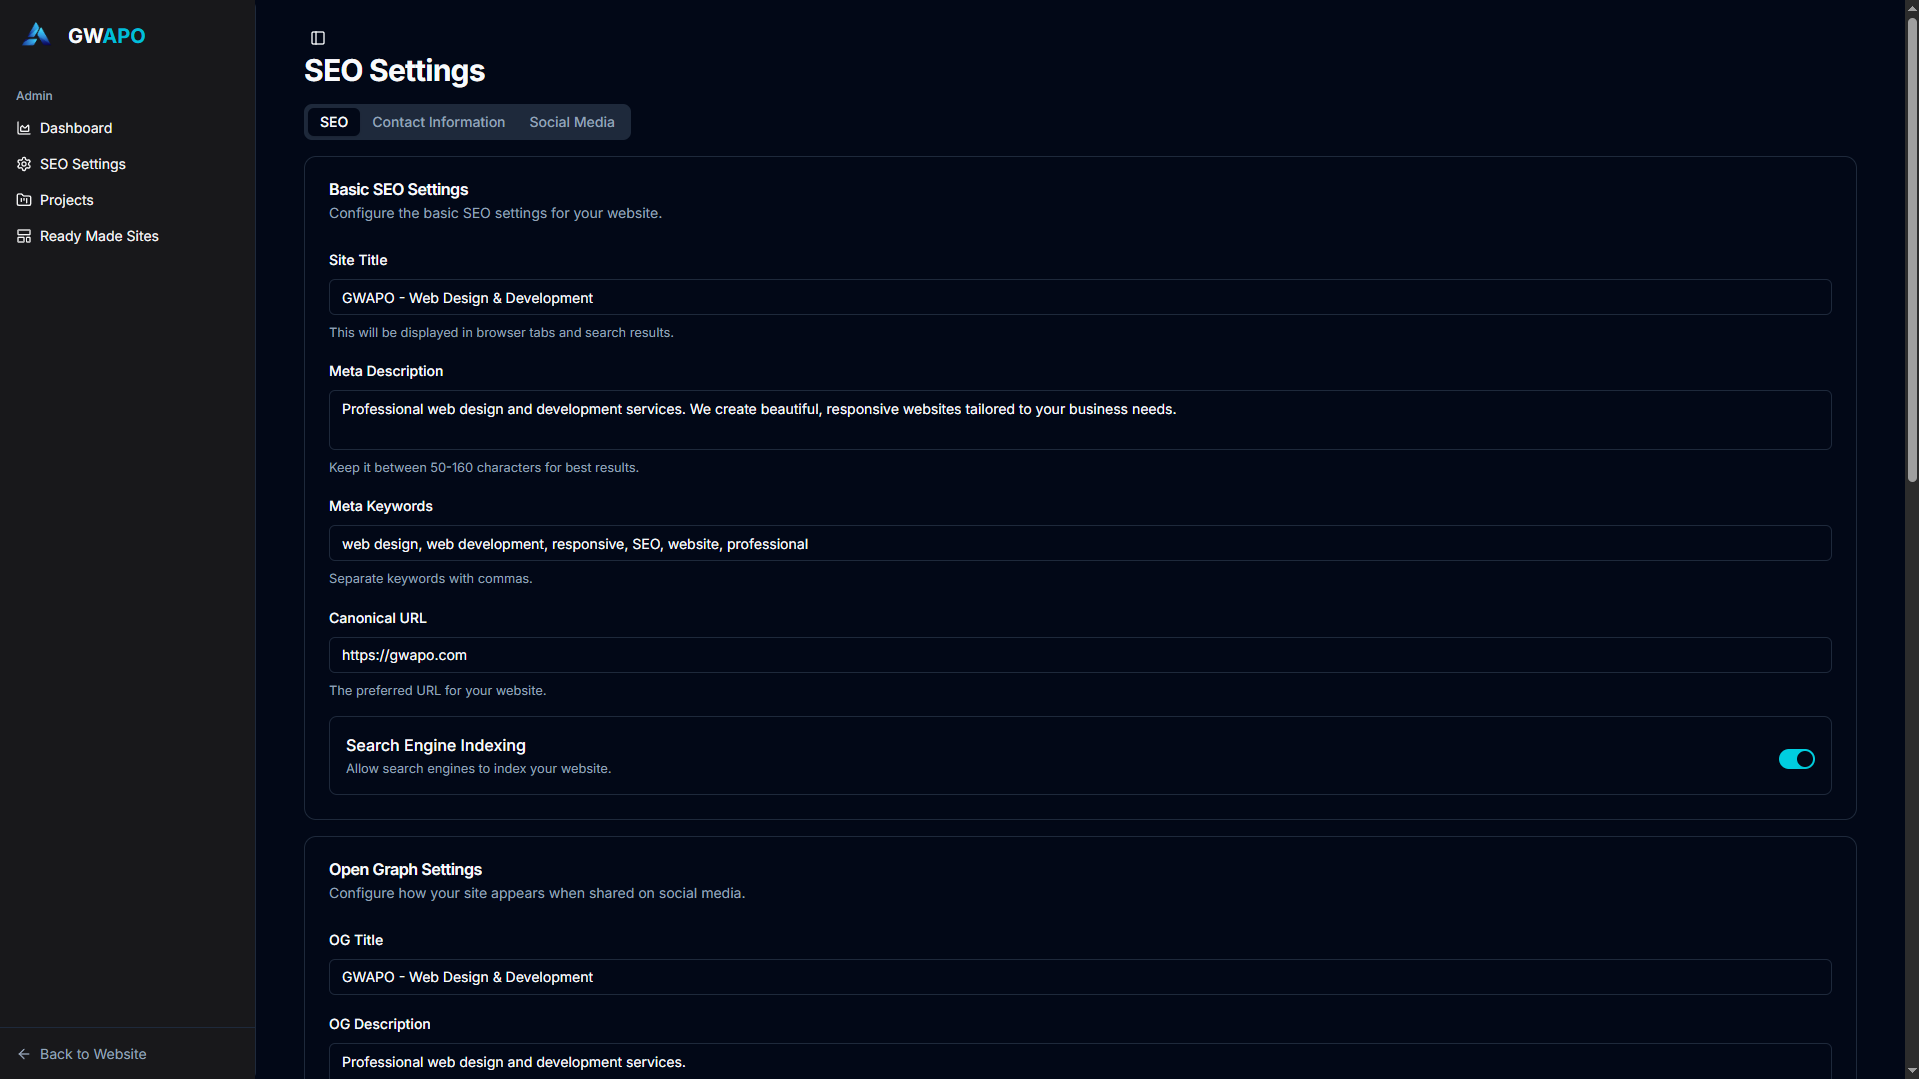 GWAPO
Admin
Dashboard
SEO Settings
Projects
Ready Made Sites
Back to Website
SEO Settings
SEO
Contact Information
Social Media
Basic SEO Settings
Configure the basic SEO settings for your website.
Site Title
GWAPO - Web Design & Development
This will be displayed in browser tabs and search results.
Meta Description
Professional web design and development services. We create beautiful, responsive websites tailored to your business needs.
Keep it between 50-160 characters for best results.
Meta Keywords
web design, web development, responsive, SEO, website, professional
Separate keywords with commas.
Canonical URL
https://gwapo.com
The preferred URL for your website.
Search Engine Indexing
Allow search engines to index your website.
Open Graph Settings
Configure how your site appears when shared on social media.
OG Title
GWAPO - Web Design & Development
OG Description
Professional web design and development services.